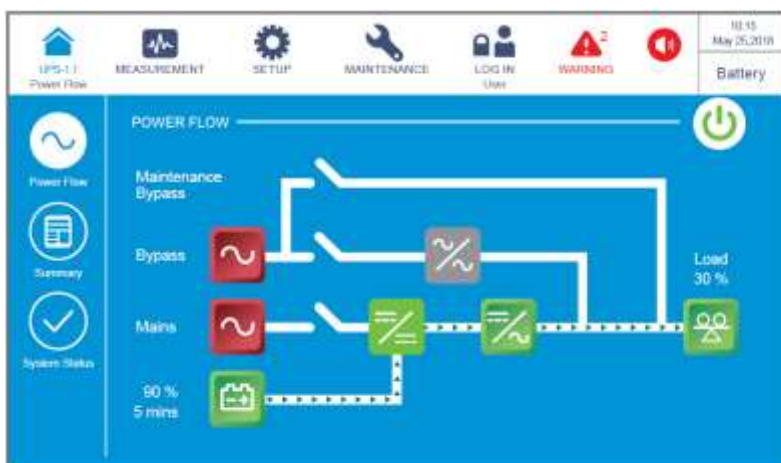 10:15
May 25,2018
UPS-1.1
Power Flow
MEASUREMENT
SETUP
MAINTENANCE
LOG IN
User
2
WARNING
Battery
POWER FLOW
Power Flow
Maintenance
Bypass
Summary
Bypass
Load
30 %
Mains
System Status
90 %
5 mins